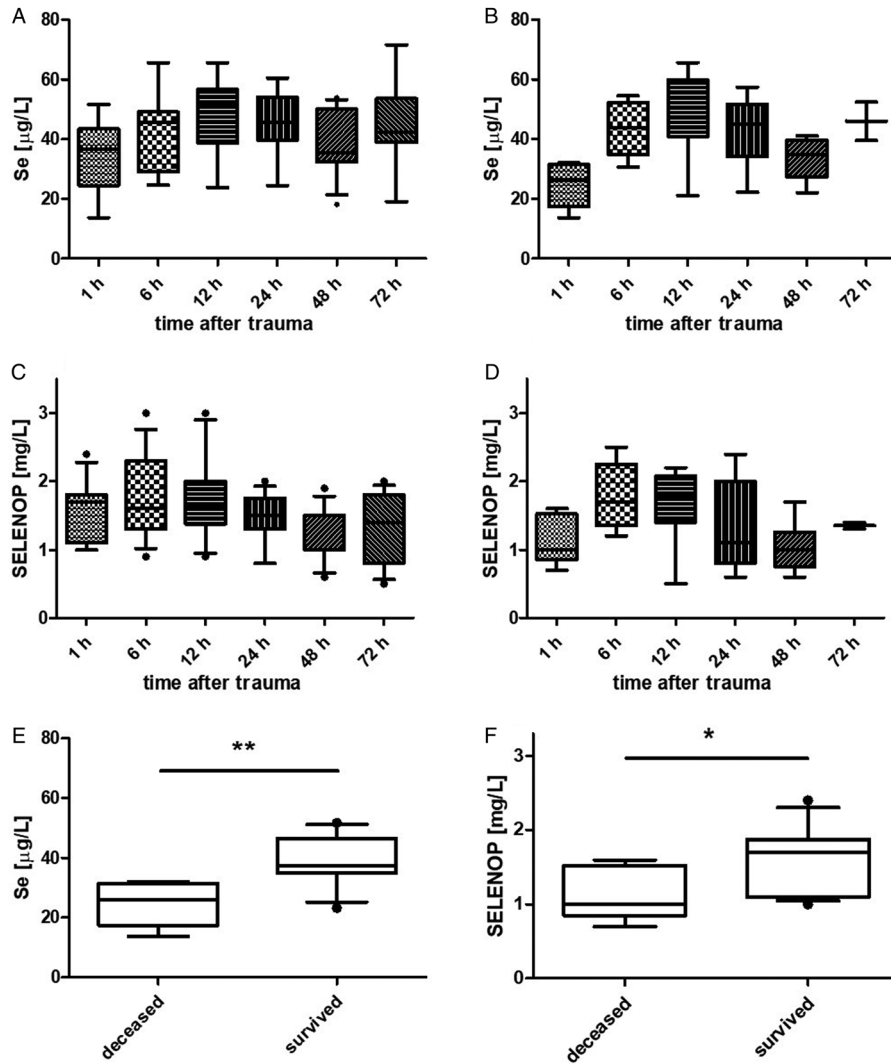 A
B
80
60
40
20
0
Se [μg/L]
1 h
6 h
12 h
24 h
48 h
72 h
time after trauma
80
60
40
20
0
Se [μg/L]
1 h
6 h
12 h
24 h
48 h
72 h
time after trauma
C
D
3
2
1
0
SELENOP [mg/L]
1 h
6 h
12 h
24 h
48 h
72 h
time after trauma
3
2
1
0
SELENOP [mg/L]
1 h
6 h
12 h
24 h
48 h
72 h
time after trauma
E
F
80
60
40
20
0
Se [μg/L]
**
deceased
survived
3
2
1
0
SELENOP [mg/L]
*
deceased
survived